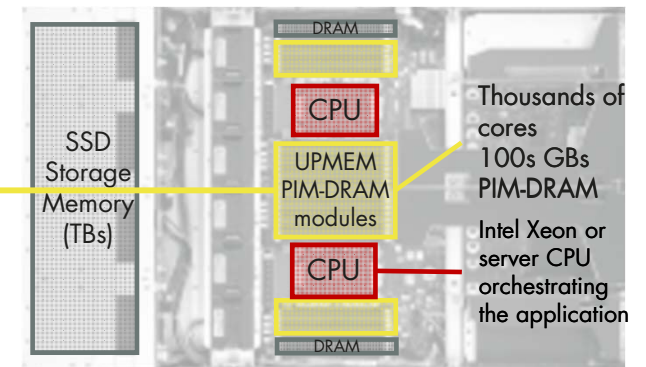 DRAM
CPU
SSD
Storage
Memory
(TBs)
UPMEM
PIM-DRAM
modules
CPU
DRAM
Thousands of
cores
100s GBs
PIM-DRAM
Intel Xeon or
server CPU
orchestrating
the application